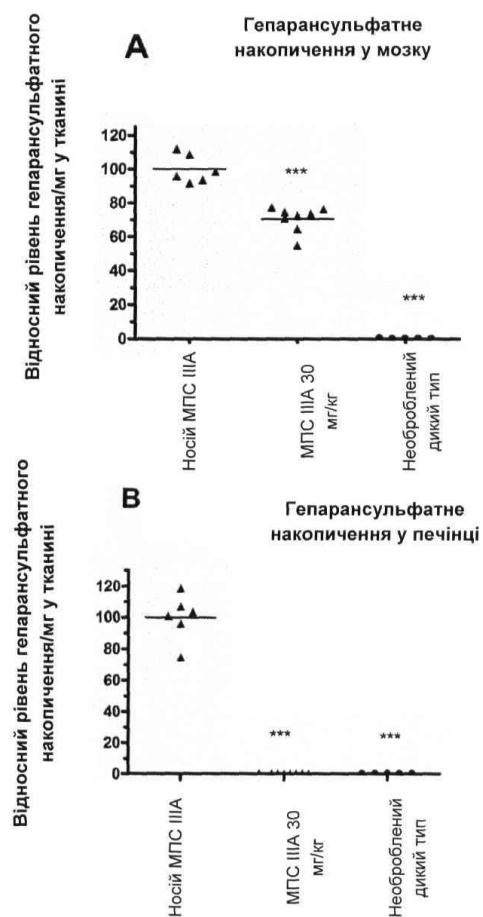 A
Гепарансульфатне
накопичення у мозку
Відносний рівень гепарансульфатного
накопичення/мг у тканині
120
100
80
60
40
20
0
***
***
Носій МПС IIIA
МПС IIIA 30
мг/кг
Необроблений
дикий тип
B
Гепарансульфатне
накопичення у печінці
Відносний рівень гепарансульфатного
накопичення/мг у тканині
120
100
80
60
40
20
0
***
***
Носій МПС IIIA
МПС IIIA 30
мг/кг
Необроблений
дикий тип